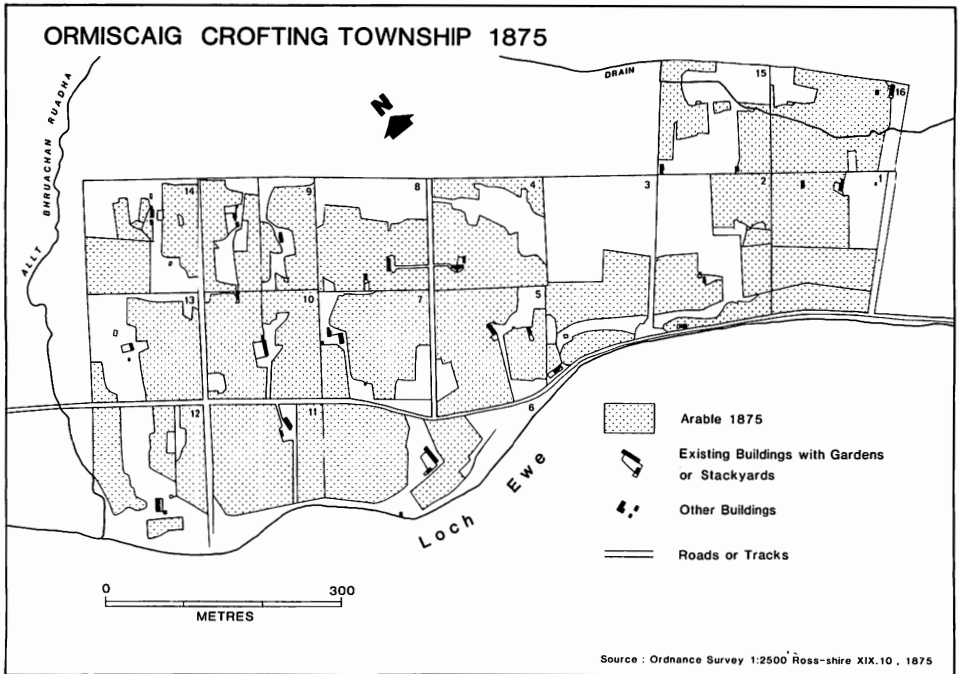 ORMISCAIG CROFTING TOWNSHIP 1875
ALLT BHRUACHAN RUADHA
N
DRAIN
15
16
14
9
8
4
3
2
1
13
10
7
5
12
11
6
Loch Ewe
Arable 1875
Existing Buildings with Gardens
or Stackyards
Other Buildings
Roads or Tracks
0 300
METRES
Source : Ordnance Survey 1:2500 Ross-shire XIX.10 , 1875